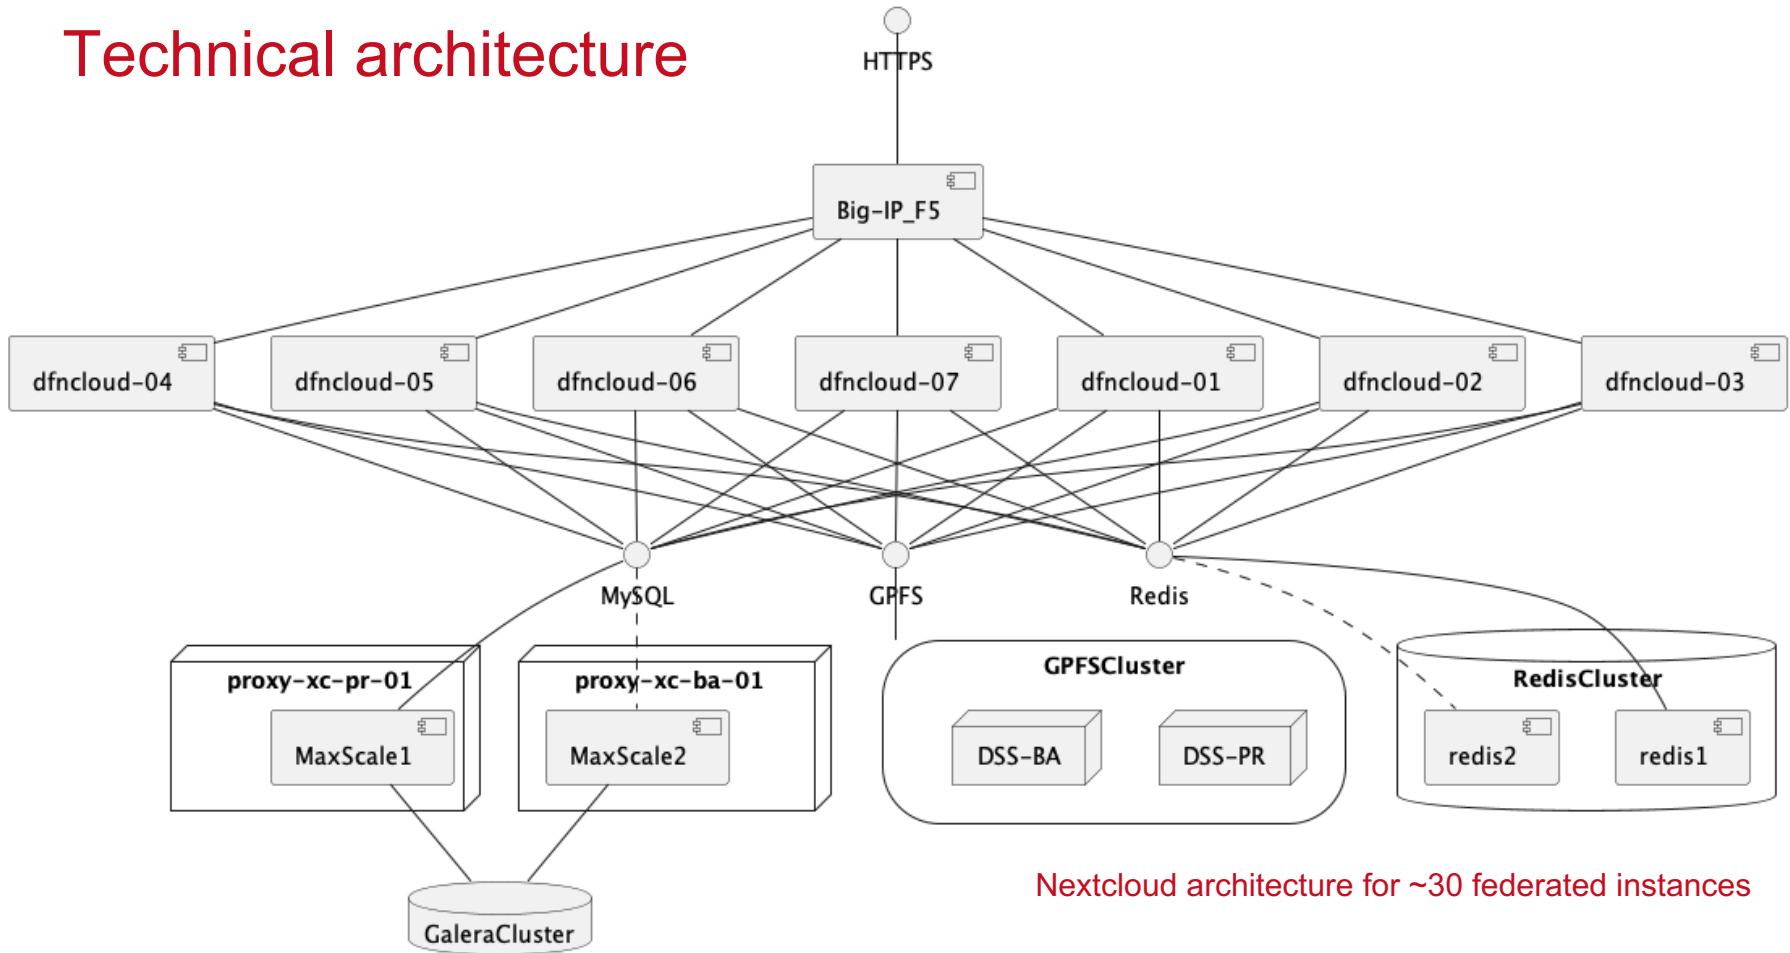 Technical architecture
HTTPS
Big-IP_F5
dfncloud-04
dfncloud-05
dfncloud-06
dfncloud-07
dfncloud-01
dfncloud-02
dfncloud-03
MySQL
GPFS
Redis
proxy-xc-pr-01
proxy-xc-ba-01
GPFSCluster
RedisCluster
MaxScale1
MaxScale2
DSS-BA
DSS-PR
redis2
redis1
Nextcloud architecture for ~30 federated instances
GaleraCluster